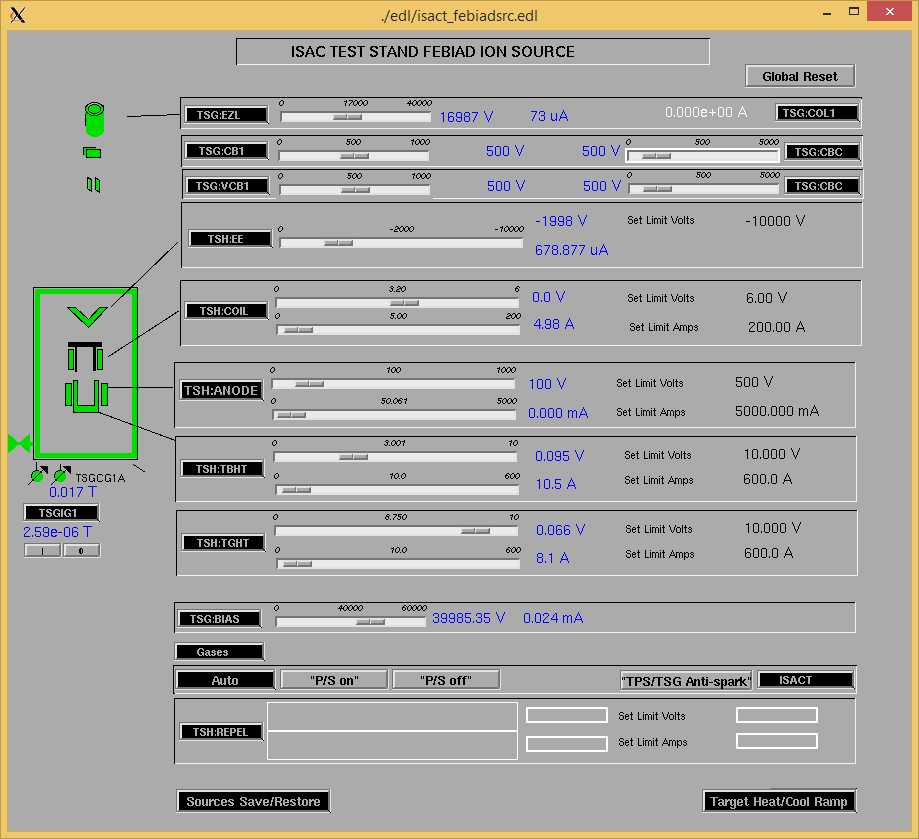 ./edl/isact_febiadsrc.edl
ISAC TEST STAND FEBIAD ION SOURCE
Global Reset
0 17000 40000
TSG:EZL 16987 V 73 uA 0.000e+00 A TSG:COL1
0 500 1000 0 500 5000
TSG:CB1 500 V 500 V TSG:CBC
0 500 1000 0 500 5000
TSG:VCB1 500 V 500 V TSG:CBC
-1998 V Set Limit Volts -10000 V
0 -2000 -10000
TSH:EE
678.877 uA
0 3.20 6
0.0 V Set Limit Volts 6.00 V
TSH:COIL
0 5.00 200
4.98 A Set Limit Amps 200.00 A
0 100 1000
100 V Set Limit Volts 500 V
TSH:ANODE
0 50.061 5000
0.000 mA Set Limit Amps 5000.000 mA
0 3.001 10
0.095 V Set Limit Volts 10.000 V
TSH:TBHT
0 10.0 600
10.5 A Set Limit Amps 600.0 A
TSGCG1A
0.017 T
TSGIG1
2.59e-06 T
I 0
0 6.750 10
0.066 V Set Limit Volts 10.000 V
TSH:TGHT
0 10.0 600
8.1 A Set Limit Amps 600.0 A
0 40000 60000
TSG:BIAS 39985.35 V 0.024 mA
Gases
Auto "P/S on" "P/S off" "TPS/TSG Anti-spark" ISACT
Set Limit Volts
TSH:REPEL
Set Limit Amps
Sources Save/Restore Target Heat/Cool Ramp